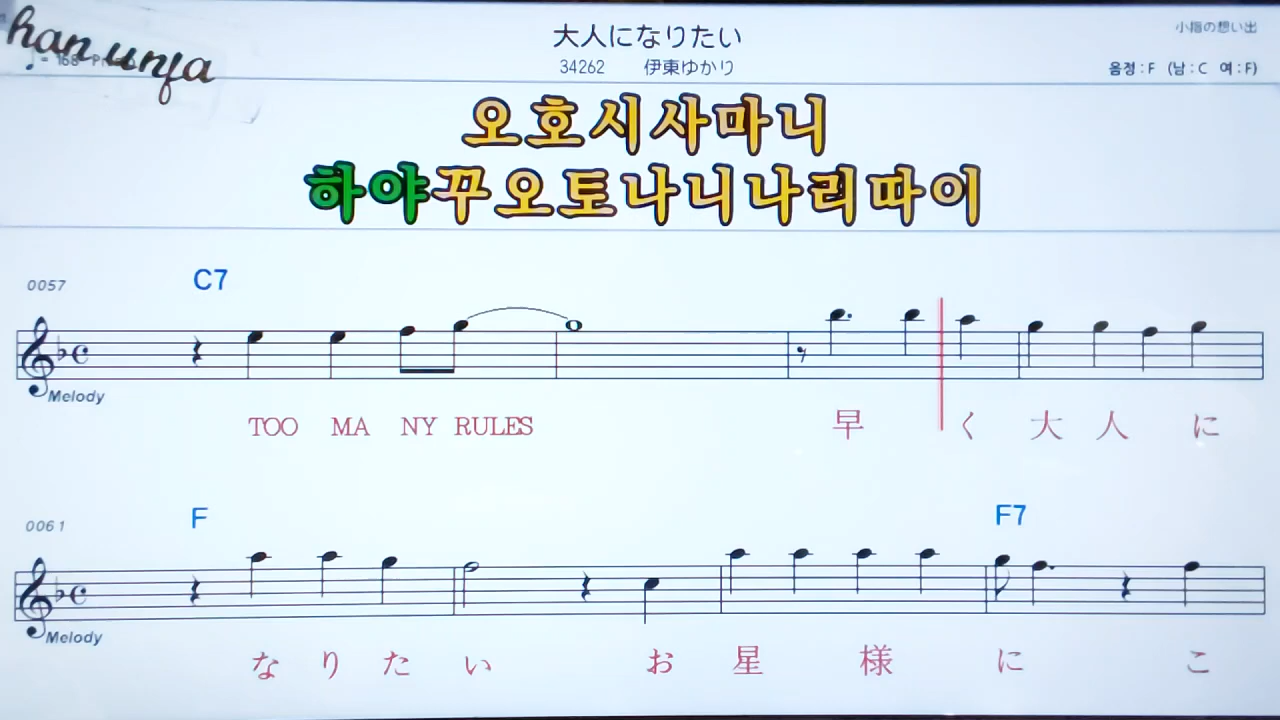 han unja
大人になりたい
小指の想い出
34262 伊東ゆかり
음정 : F (남 : C 여 : F)
오호시사마니
하야꾸오토나니나리따이
0057
C7
Melody
TOO MA NY RULES 早 く 大 人 に
0061
F F7
Melody
な り た い お 星 様 に こ